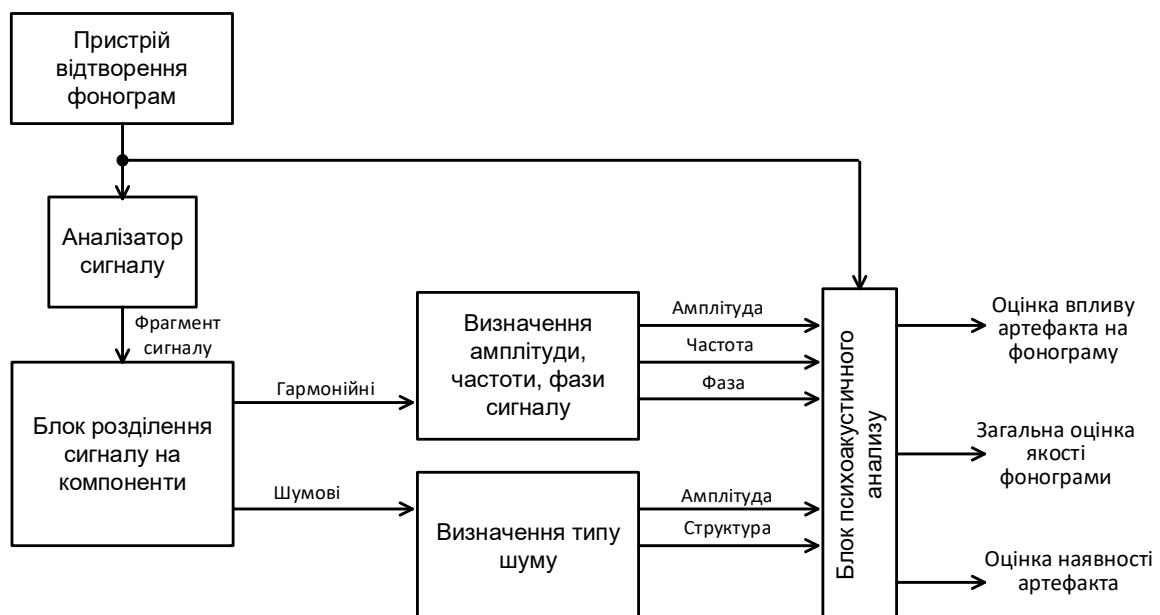 Пристрій
відтворення
фонограм
Аналізатор
сигналу
Фрагмент
сигналу
Блок розділення
сигналу на
компоненти
Гармонійні
Шумові
Визначення
амплітуди,
частоти, фази
сигналу
Визначення типу
шуму
Амплітуда
Частота
Фаза
Амплітуда
Структура
Блок психоакустичного
анализу
Оцінка впливу
артефакта на
фонограму
Загальна оцінка
якості
фонограми
Оцінка наявності
артефакта